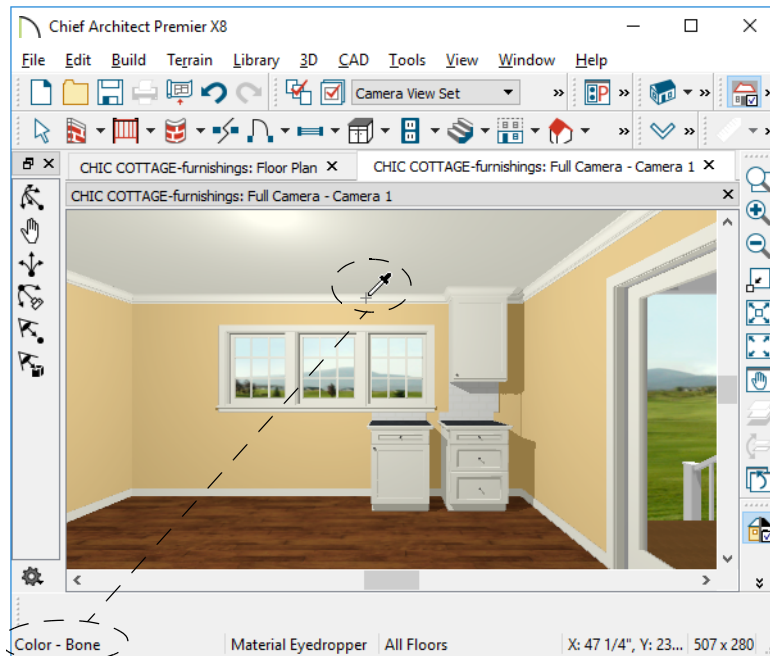 Chief Architect Premier X8
File Edit Build Terrain Library 3D CAD Tools View Window Help
Camera View Set
CHIC COTTAGE-furnishings: Floor Plan
CHIC COTTAGE-furnishings: Full Camera - Camera 1
CHIC COTTAGE-furnishings: Full Camera - Camera 1
Color - Bone Material Eyedropper All Floors X: 47 1/4", Y: 23... 507 x 280